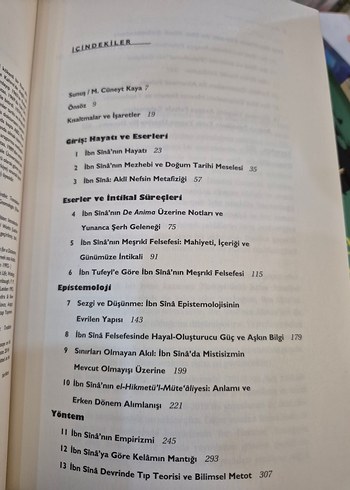 İÇİNDEKİLER
Sunuş / M. Cüneyt Kaya 7
Önsöz 9
Kısaltmalar ve İşaretler 19
Giriş: Hayatı ve Eserleri
1 İbn Sînâ'nın Hayatı 23
2 İbn Sînâ'nın Mezhebi ve Doğum Tarihi Meselesi 35
3 İbn Sînâ: Aklî Nefsin Metafiziği 57
Eserler ve İntikal Süreçleri
4 İbn Sînâ'nın De Anima Üzerine Notları ve
Yunanca Şerh Geleneği 75
5 İbn Sînâ'nın Meşrıkî Felsefesi: Mahiyeti, İçeriği ve
Günümüze İntikali 91
6 İbn Tufeyl'e Göre İbn Sînâ'nın Meşrıkî Felsefesi 115
Epistemoloji
7 Sezgi ve Düşünme: İbn Sînâ Epistemolojisinin
Evrilen Yapısı 143
8 İbn Sînâ Felsefesinde Hayal-Oluşturucu Güç ve Aşkın Bilgi 179
9 Sınırları Olmayan Akıl: İbn Sînâ'da Mistisizmin
Mevcut Olmayışı Üzerine 199
10 İbn Sînâ'nın el-Hikmetü'l-Müte'âliyesi: Anlamı ve
Erken Dönem Alımlanışı 221
Yöntem
11 İbn Sînâ'nın Empirizmi 245
12 İbn Sînâ'ya Göre Kelâmın Mantığı 293
13 İbn Sînâ Devrinde Tıp Teorisi ve Bilimsel Metot 307